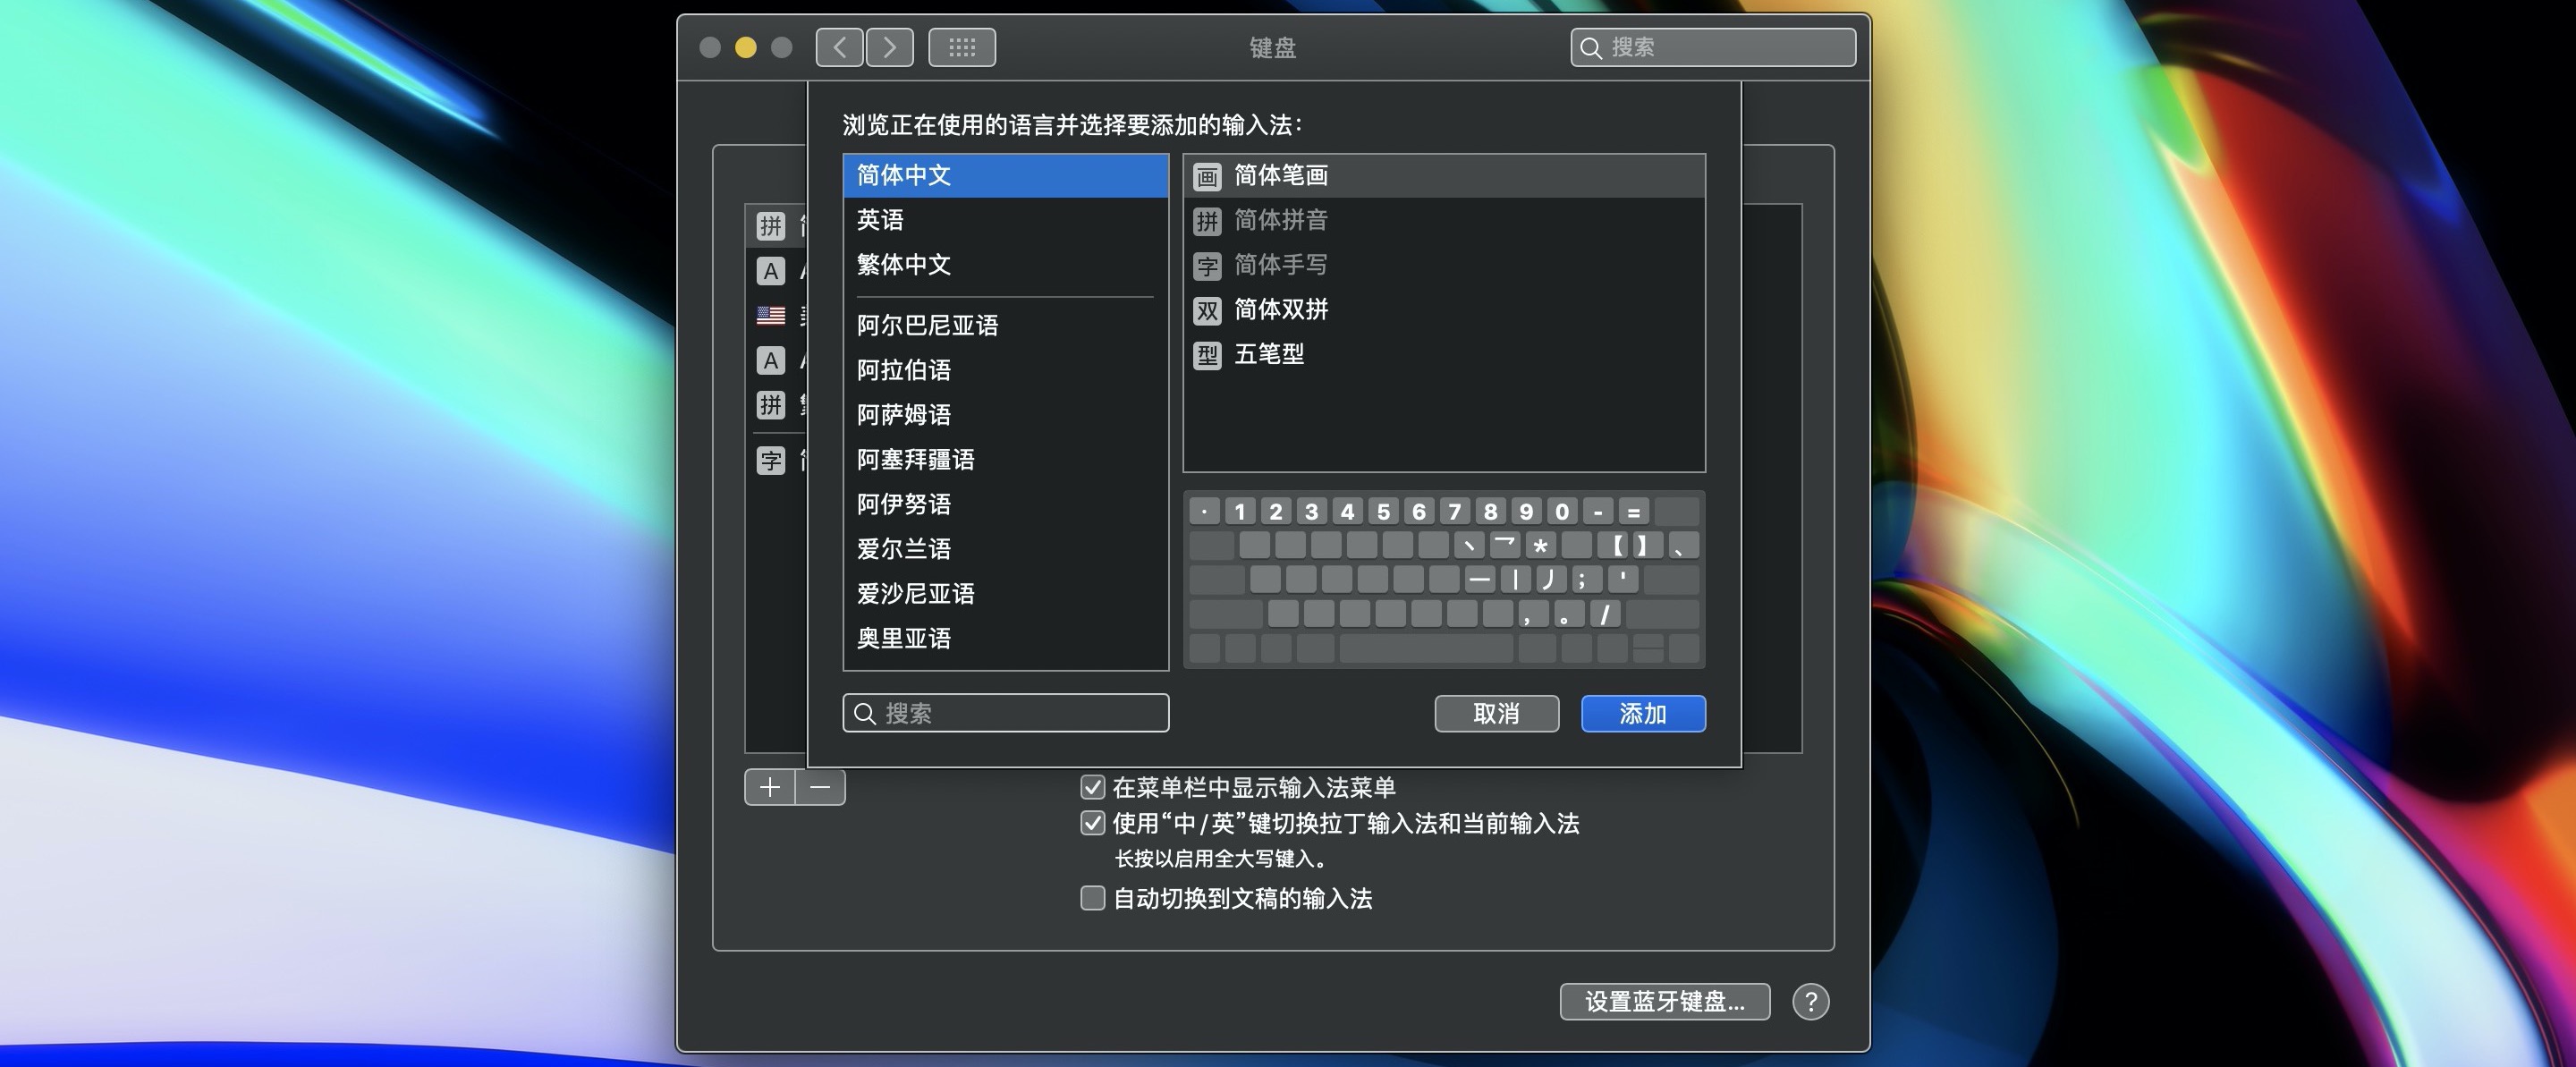 键盘
搜索
浏览正在使用的语言并选择要添加的输入法：
简体中文
英语
繁体中文
阿尔巴尼亚语
阿拉伯语
阿萨姆语
阿塞拜疆语
阿伊努语
爱尔兰语
爱沙尼亚语
奥里亚语
画 简体笔画
拼 简体拼音
字 简体手写
双 简体双拼
型 五笔型
拼
A
A
拼
字
· 1 2 3 4 5 6 7 8 9 0 - =
丶 乛 * 【 】 、
一 丨 丿 ; '
， 。 /
搜索
取消
添加
在菜单栏中显示输入法菜单
使用“中/英”键切换拉丁输入法和当前输入法
长按以启用全大写键入。
自动切换到文稿的输入法
设置蓝牙键盘...
?